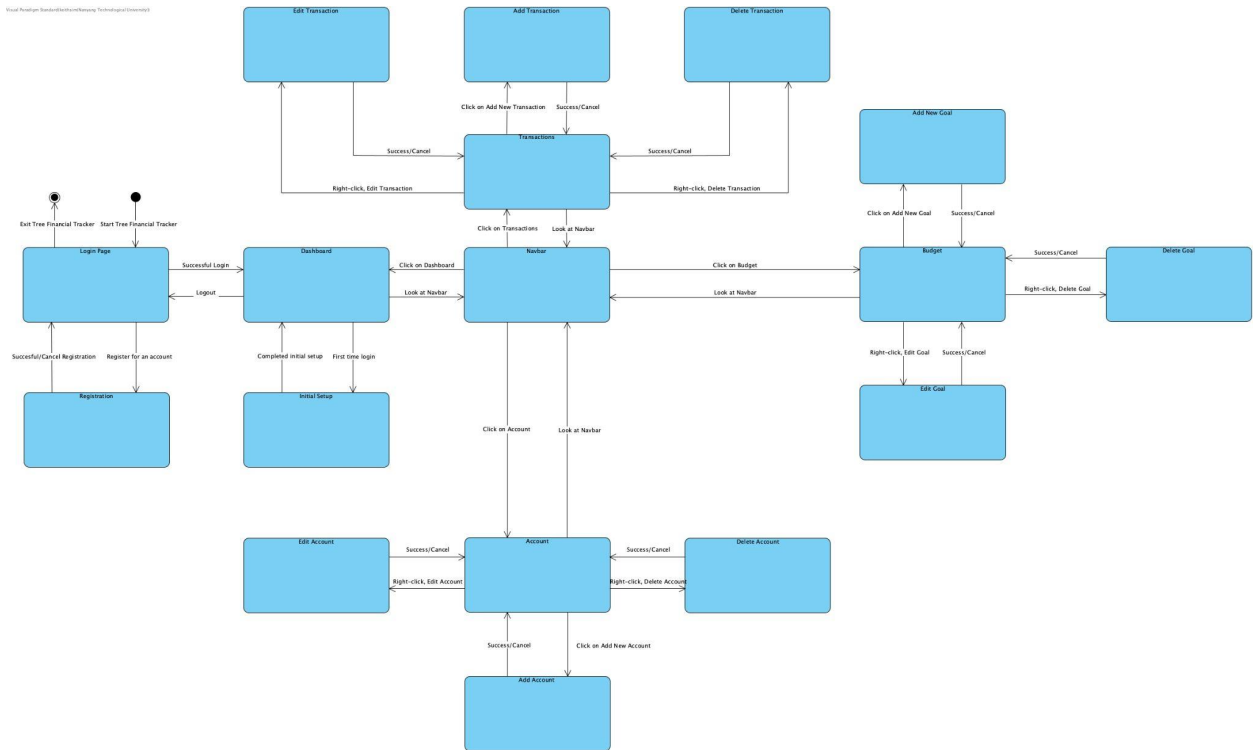 Visual Paradigm Standard(kelthern(Nanyang Technological University))
Edit Transaction
Add Transaction
Delete Transaction
Click on Add New Transaction
Success/Cancel
Add New Goal
Transactions
Success/Cancel
Success/Cancel
Right-click, Edit Transaction
Right-click, Delete Transaction
Click on Add New Goal
Success/Cancel
Exit Tree Financial Tracker
Start Tree Financial Tracker
Click on Transactions
Look at Navbar
Login Page
Dashboard
Navbar
Budget
Delete Goal
Successful Login
Click on Dashboard
Click on Budget
Success/Cancel
Logout
Look at Navbar
Look at Navbar
Right-click, Delete Goal
Succesful/Cancel Registration
Register for an account
Completed initial setup
First time login
Right-click, Edit Goal
Success/Cancel
Registration
Initial Setup
Edit Goal
Click on Account
Look at Navbar
Edit Account
Account
Delete Account
Success/Cancel
Success/Cancel
Right-click, Edit Account
Right-click, Delete Account
Success/Cancel
Click on Add New Account
Add Account